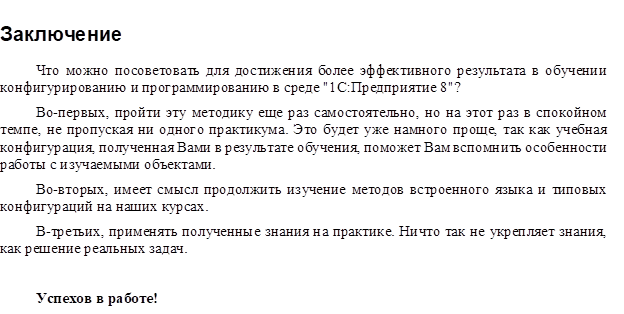 Заключение
Что можно посоветовать для достижения более эффективного результата в обучении
конфигурированию и программированию в среде "1С:Предприятие 8"?
Во-первых, пройти эту методику еще раз самостоятельно, но на этот раз в спокойном
темпе, не пропуская ни одного практикума. Это будет уже намного проще, так как учебная
конфигурация, полученная Вами в результате обучения, поможет Вам вспомнить особенности
работы с изучаемыми объектами.
Во-вторых, имеет смысл продолжить изучение методов встроенного языка и типовых
конфигураций на наших курсах.
В-третьих, применять полученные знания на практике. Ничто так не укрепляет знания,
как решение реальных задач.
Успехов в работе!